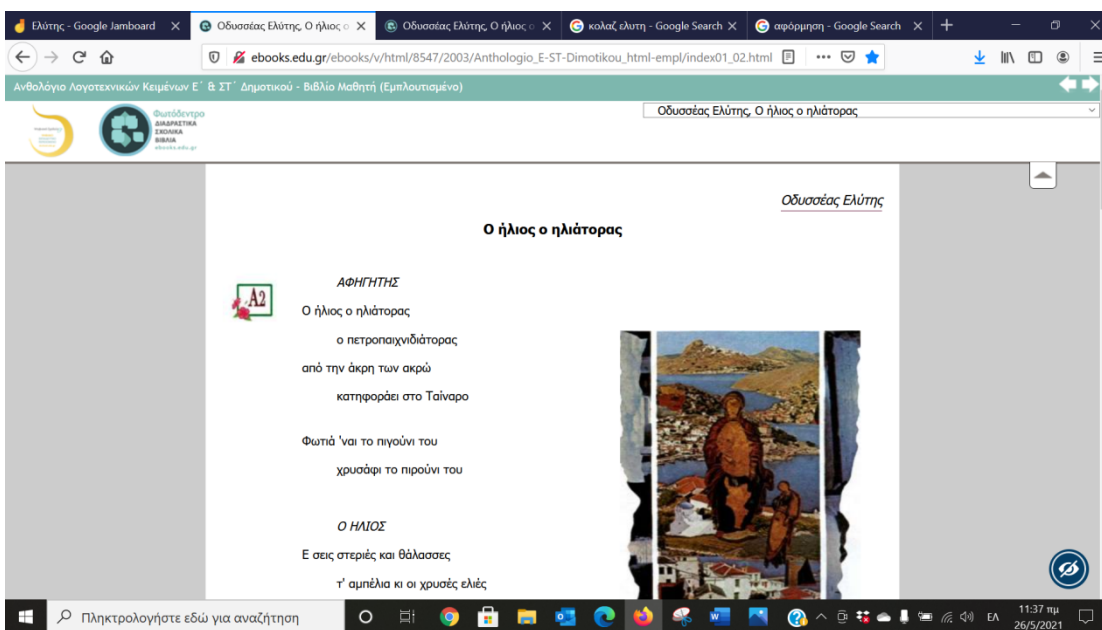 Ελύτης - Google Jamboard
Οδυσσέας Ελύτης, Ο ήλιος ο
Οδυσσέας Ελύτης, Ο ήλιος ο
κολαζ ελυτη - Google Search
αφόρμηση - Google Search
ebooks.edu.gr/ebooks/v/html/8547/2003/Anthologio_E-ST-Dimotikou_html-empl/index01_02.html
Ανθολόγιο Λογοτεχνικών Κειμένων Ε΄ & ΣΤ΄ Δημοτικού - Βιβλίο Μαθητή (Εμπλουτισμένο)
Φωτόδεντρο
ΔΙΑΔΡΑΣΤΙΚΑ
ΣΧΟΛΙΚΑ
ΒΙΒΛΙΑ
ebooks.edu.gr
Οδυσσέας Ελύτης, Ο ήλιος ο ηλιάτορας
Οδυσσέας Ελύτης
Ο ήλιος ο ηλιάτορας
ΑΦΗΓΗΤΗΣ
Α2
Ο ήλιος ο ηλιάτορας
ο πετροπαιχνιδιάτορας
από την άκρη των ακρώ
κατηφοράει στο Ταίναρο
Φωτιά 'ναι το πιγούνι του
χρυσάφι το πιρούνι του
Ο ΗΛΙΟΣ
Ε σεις στεριές και θάλασσες
τ' αμπέλια κι οι χρυσές ελιές
Πληκτρολογήστε εδώ για αναζήτηση
ΕΛ
11:37 πμ
26/5/2021